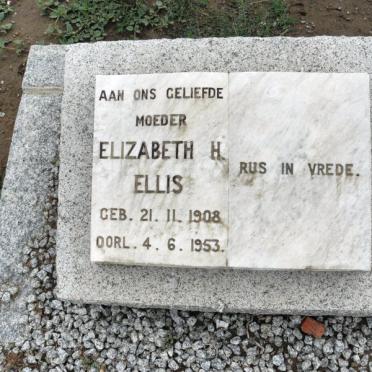 AAN ONS GELIEFDE
MOEDER
ELIZABETH H.
ELLIS
GEB. 21. 11. 1908
OORL. 4. 6. 1953.
RUS IN VREDE.